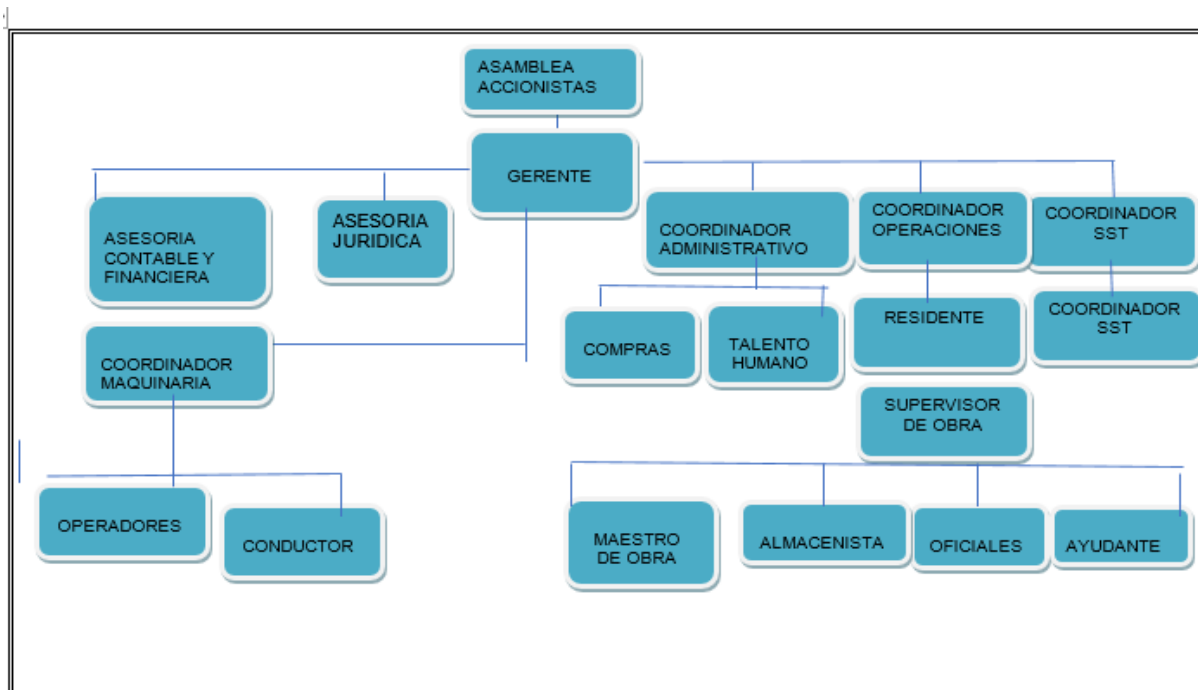 ASAMBLEA
ACCIONISTAS
GERENTE
ASESORIA
CONTABLE Y
FINANCIERA
ASESORIA
JURIDICA
COORDINADOR
ADMINISTRATIVO
COORDINADOR
OPERACIONES
COORDINADOR
SST
COMPRAS
TALENTO
HUMANO
RESIDENTE
COORDINADOR
SST
COORDINADOR
MAQUINARIA
SUPERVISOR
DE OBRA
OPERADORES
CONDUCTOR
MAESTRO
DE OBRA
ALMACENISTA
OFICIALES
AYUDANTE